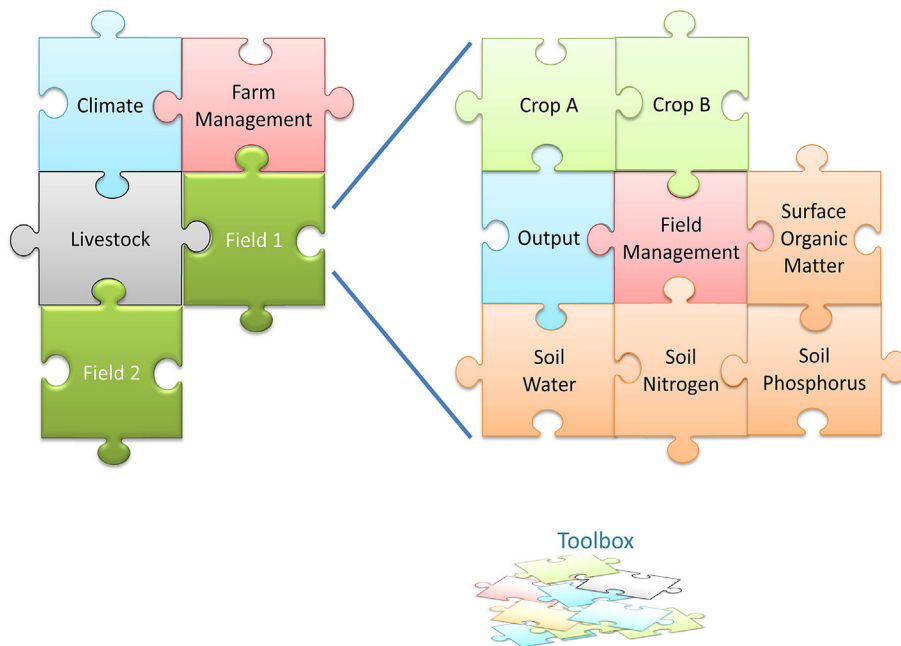 Climate
Farm
Management
Livestock
Field 1
Field 2
Crop A
Crop B
Output
Field
Management
Surface
Organic
Matter
Soil
Water
Soil
Nitrogen
Soil
Phosphorus
Toolbox